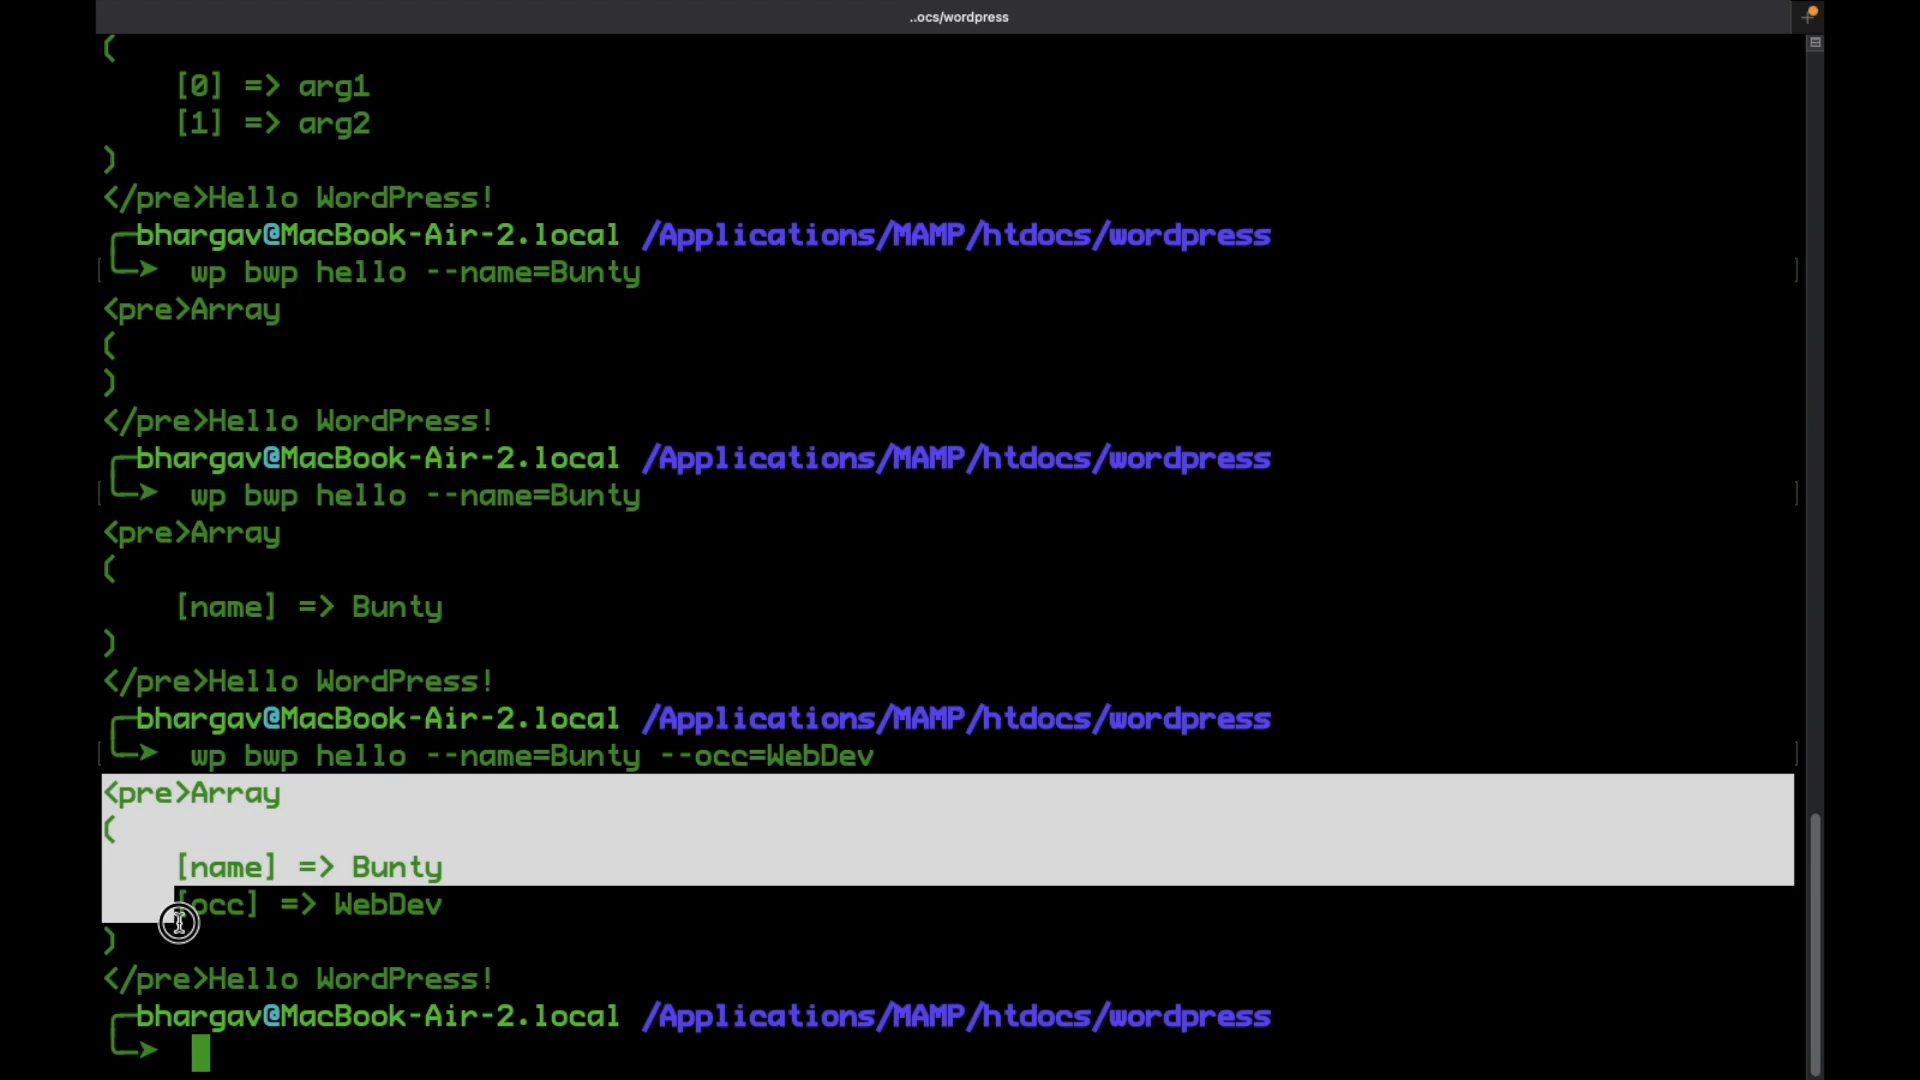 ..ocs/wordpress
(
[0] => arg1
[1] => arg2
)
</pre>Hello WordPress!
bhargav@MacBook-Air-2.local /Applications/MAMP/htdocs/wordpress
wp bwp hello --name=Bunty
<pre>Array
(
)
</pre>Hello WordPress!
bhargav@MacBook-Air-2.local /Applications/MAMP/htdocs/wordpress
wp bwp hello --name=Bunty
<pre>Array
(
[name] => Bunty
)
</pre>Hello WordPress!
bhargav@MacBook-Air-2.local /Applications/MAMP/htdocs/wordpress
wp bwp hello --name=Bunty --occ=WebDev
<pre>Array
(
[name] => Bunty
[occ] => WebDev
)
</pre>Hello WordPress!
bhargav@MacBook-Air-2.local /Applications/MAMP/htdocs/wordpress